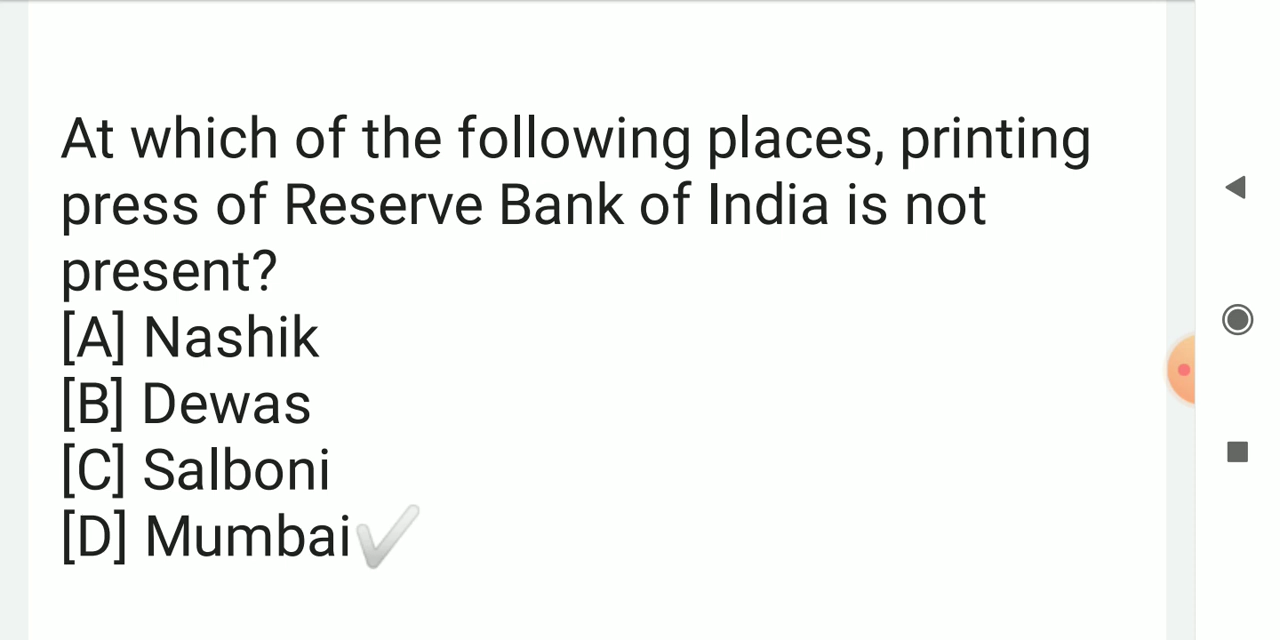 At which of the following places, printing
press of Reserve Bank of India is not
present?
[A] Nashik
[B] Dewas
[C] Salboni
[D] Mumbai✔